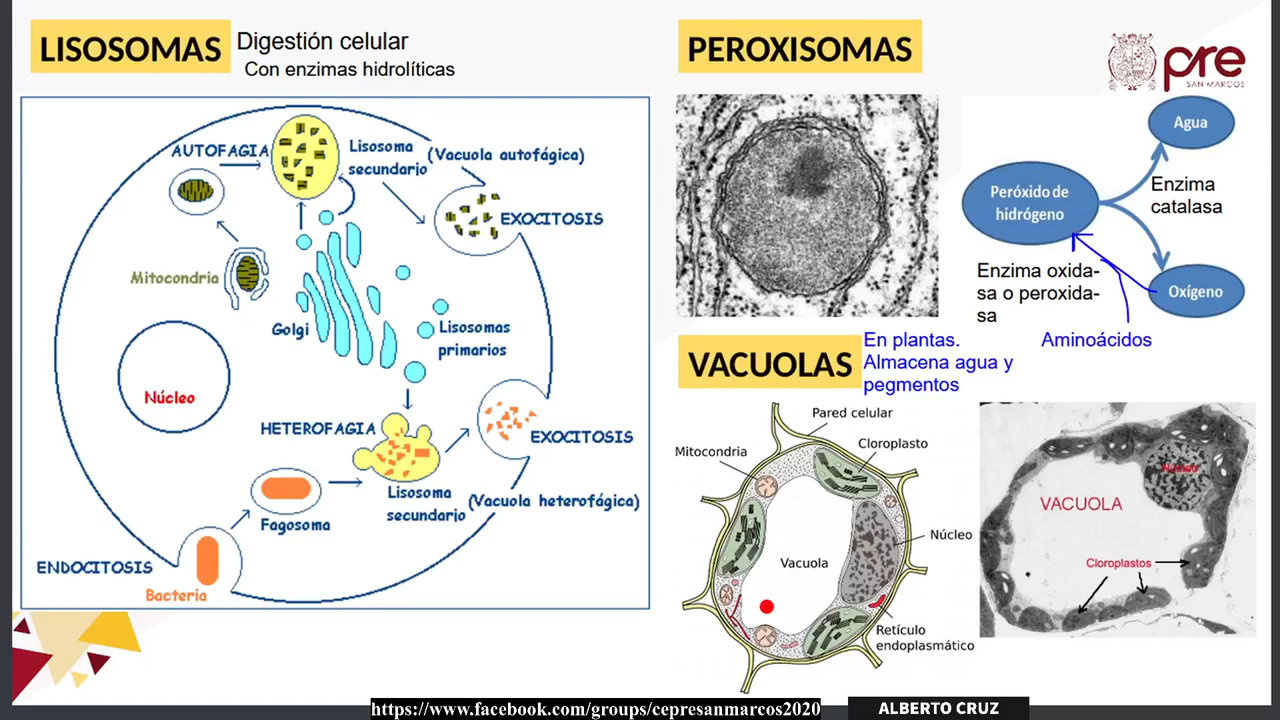 LISOSOMAS
Digestión celular
Con enzimas hidrolíticas
AUTOFAGIA
Lisosoma
secundario
(Vacuola autofágica)
EXOCITOSIS
Mitocondria
Golgi
Lisosomas
primarios
Núcleo
HETEROFAGIA
EXOCITOSIS
Lisosoma
secundario
(Vacuola heterofágica)
Fagosoma
ENDOCITOSIS
Bacteria
PEROXISOMAS
pre
SAN MARCOS
Agua
Peróxido de
hidrógeno
Enzima
catalasa
Enzima oxida-
sa o peroxida-
sa
Oxígeno
Aminoácidos
VACUOLAS
En plantas.
Almacena agua y
pegmentos
Pared celular
Cloroplasto
Mitocondria
Núcleo
Vacuola
Retículo
endoplasmático
Núcleo
VACUOLA
Cloroplastos
https://www.facebook.com/groups/cepresanmarcos2020
ALBERTO CRUZ